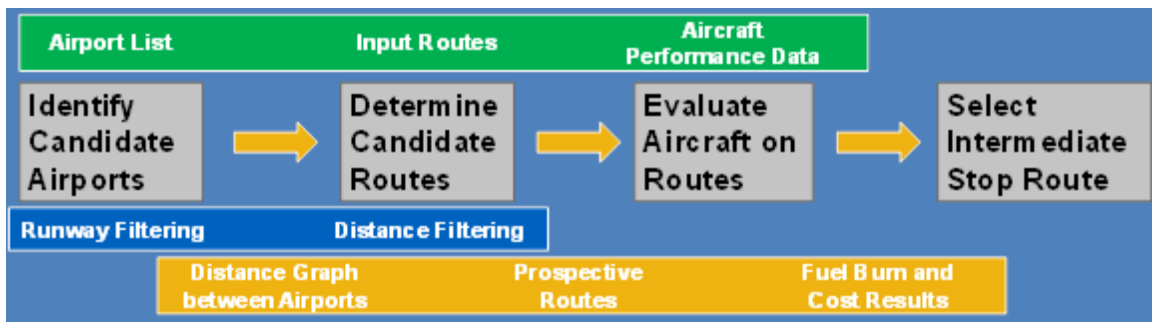 Airport List
Input Routes
Aircraft
Performance Data
Identify
Candidate
Airports
Determine
Candidate
Routes
Evaluate
Aircraft on
Routes
Select
Intermediate
Stop Route
Runway Filtering
Distance Filtering
Distance Graph
between Airports
Prospective
Routes
Fuel Burn and
Cost Results